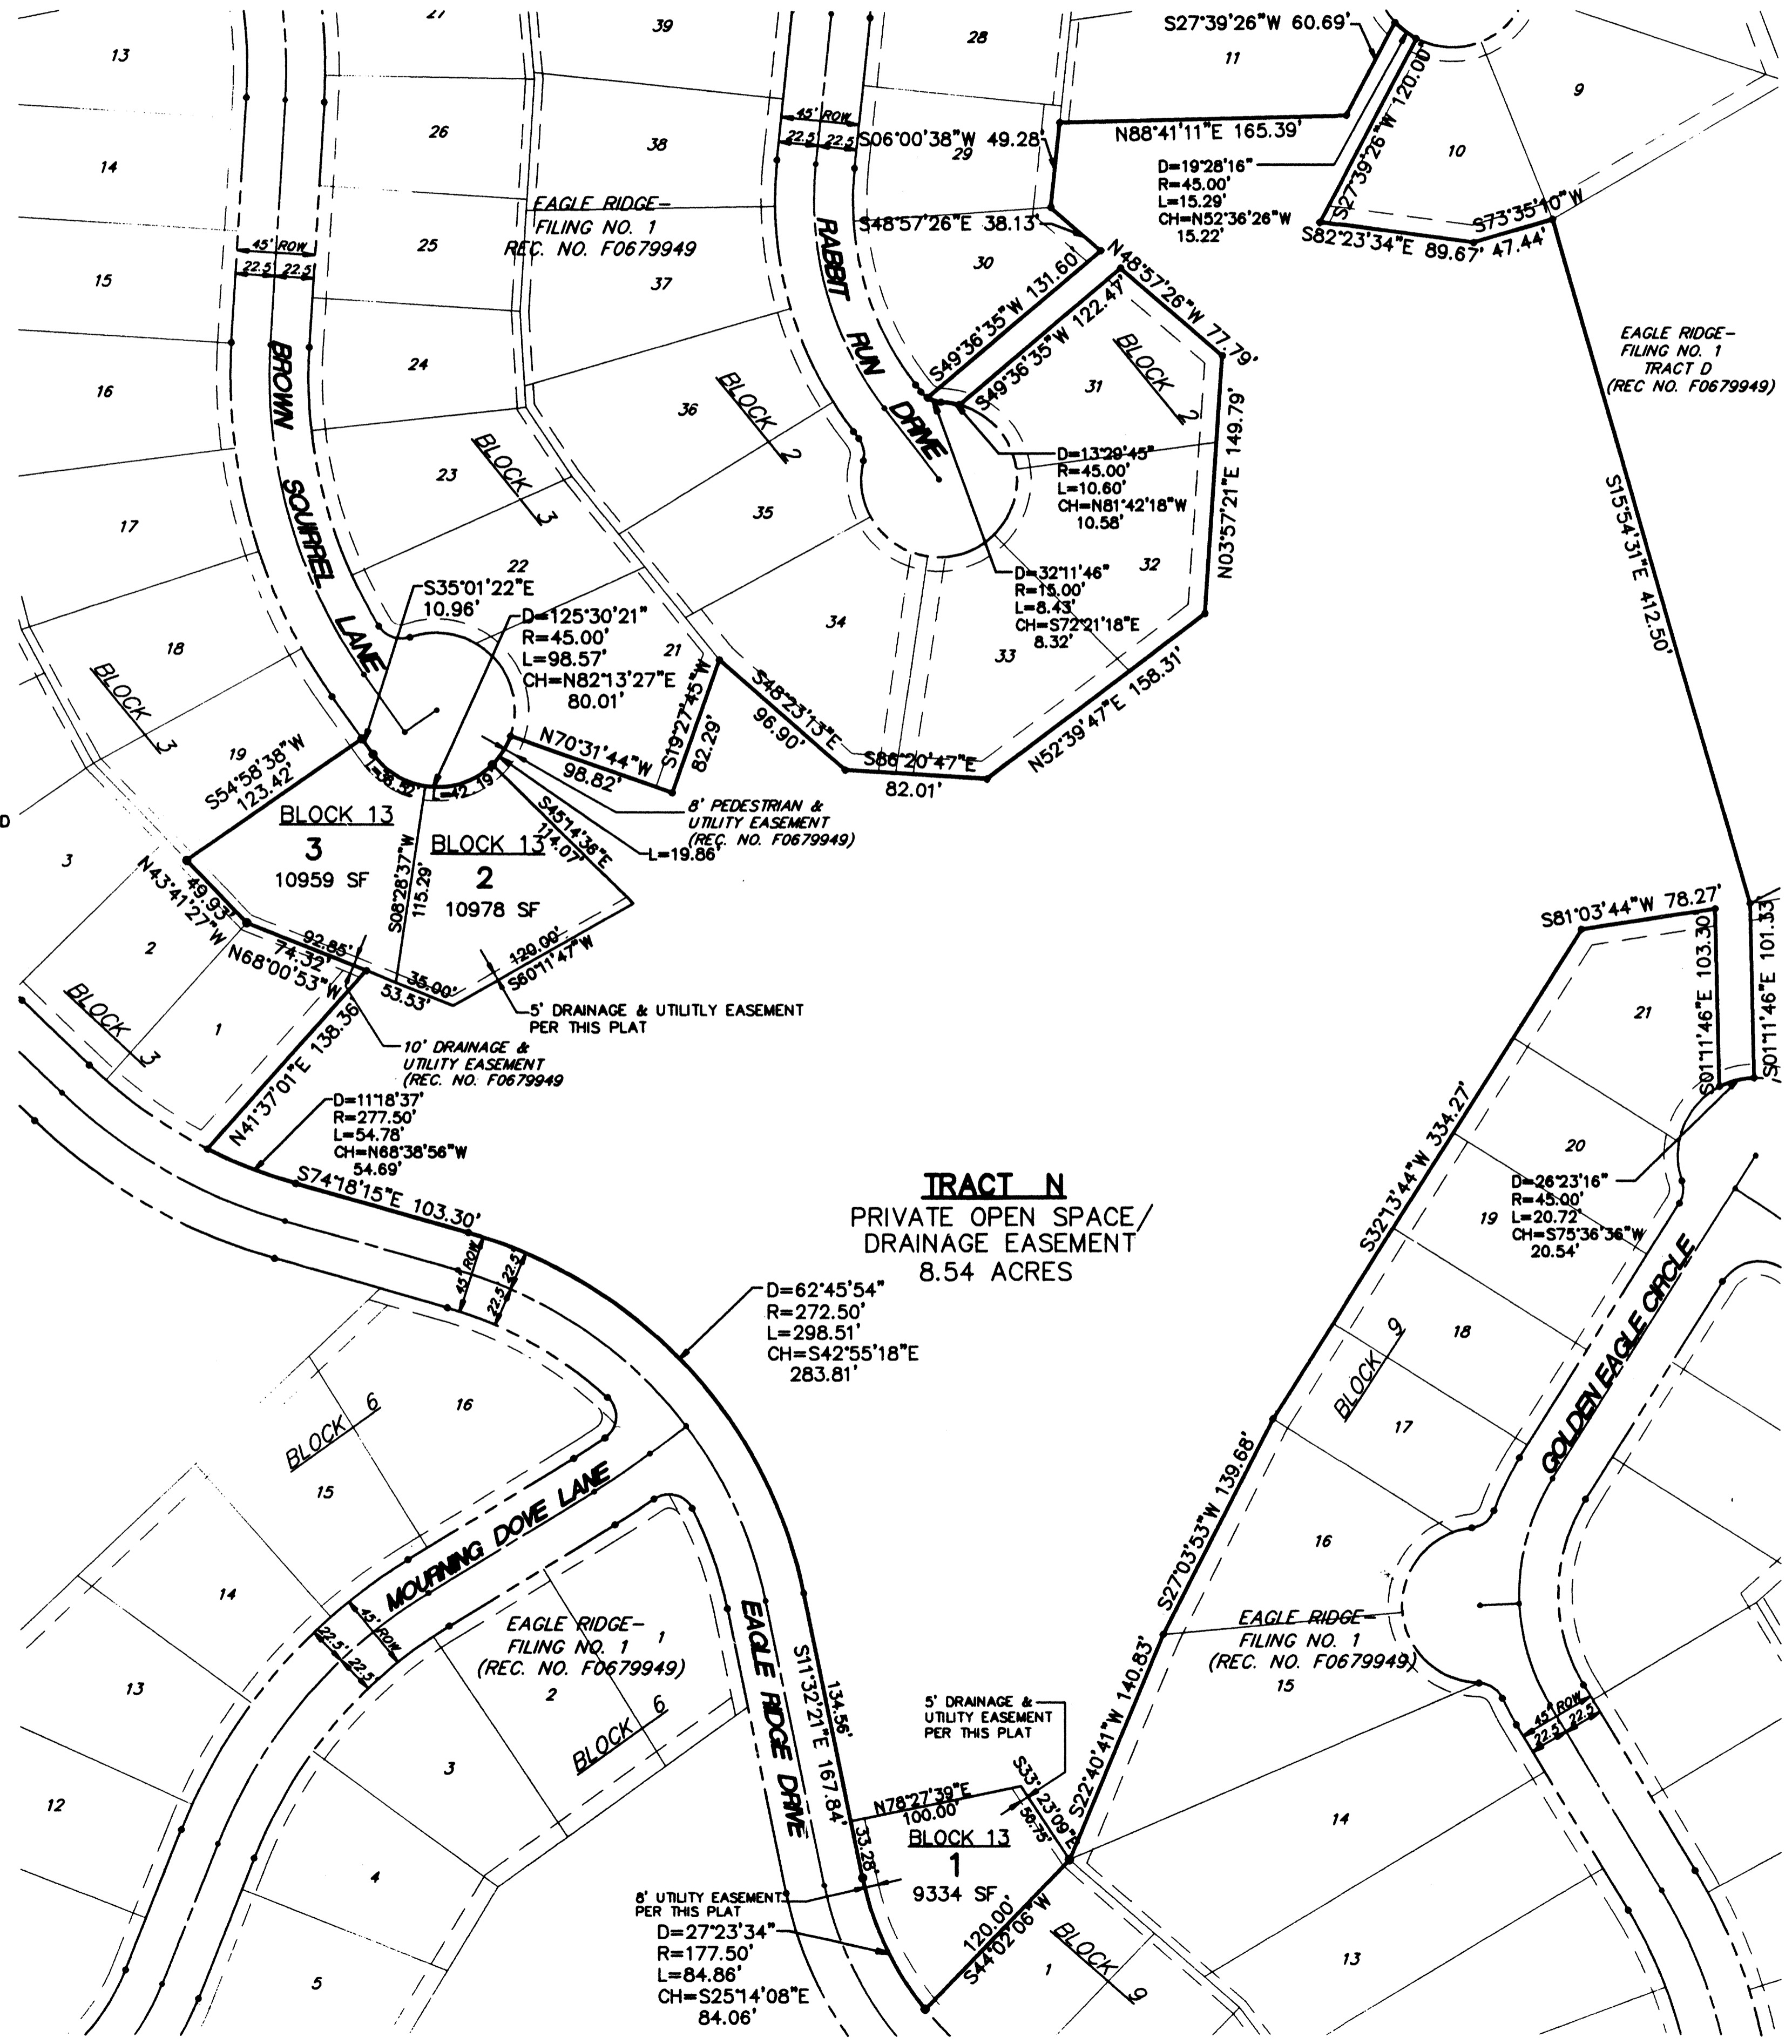 27
39
28
S27°39'26"W 60.69'
11
13
9
26
45' ROW
22.5 22.5
S06°00'38"W 49.28'
29
N88°41'11"E 165.39'
S27°39'26"W 120.00'
10
38
14
D=19°28'16"
R=45.00'
L=15.29'
CH=N52°36'26"W
15.22'
EAGLE RIDGE-
FILING NO. 1
REC. NO. F0679949
S48°57'26"E 38.13'
S73°35'10"W
47.44'
S82°23'34"E 89.67'
25
45' ROW
22.5 22.5
RABBIT RUN DRIVE
30
N48°57'26"W 77.79'
15
37
S49°36'35"W 131.60'
S49°36'35"W 122.47'
BLOCK 2
31
EAGLE RIDGE-
FILING NO. 1
TRACT D
(REC NO. F0679949)
BROWN SQUIRREL LANE
24
16
36
BLOCK 2
N03°57'21"E 149.79'
D=13°29'45"
R=45.00'
L=10.60'
CH=N81°42'18"W
10.58'
23
BLOCK 3
35
17
S15°54'31"E 412.50'
22
32
D=32°11'46"
R=15.00'
L=8.43'
CH=S72°21'18"E
8.32'
S35°01'22"E
10.96'
D=125°30'21"
R=45.00'
L=98.57'
CH=N82°13'27"E
80.01'
21
34
33
18
BLOCK 3
S48°23'13"E
96.90'
N52°39'47"E 158.31'
S19°27'45"W
82.29'
19
S54°58'38"W
123.42'
N70°31'44"W
98.82'
S86°20'47"E
82.01'
L=38.52'
L=42.19'
8' PEDESTRIAN &
UTILITY EASEMENT
(REC. NO. F0679949)
L=19.86'
D
BLOCK 13
3
10959 SF
BLOCK 13
2
10978 SF
S45°14'38"E
114.07'
S08°28'37"W
115.29'
3
49.93'
N43°41'27"W
92.85'
74.32'
N68°00'53"W
35.00'
53.53'
120.00'
S60°11'47"W
S81°03'44"W 78.27'
S01°11'46"E 103.30'
S01°11'46"E 101.33'
2
BLOCK 3
1
5' DRAINAGE & UTILITLY EASEMENT
PER THIS PLAT
21
10' DRAINAGE &
UTILITY EASEMENT
(REC. NO. F0679949
N41°37'01"E 138.36'
D=11°18'37'
R=277.50'
L=54.78'
CH=N68°38'56"W
54.69'
20
S74°18'15"E 103.30'
TRACT N
PRIVATE OPEN SPACE/
DRAINAGE EASEMENT
8.54 ACRES
S32°13'44"W 334.27'
D=26°23'16"
R=45.00'
L=20.72'
CH=S75°36'36"W
20.54'
19
45' ROW
22.5' 22.5'
D=62°45'54"
R=272.50'
L=298.51'
CH=S42°55'18"E
283.81'
GOLDEN EAGLE CIRCLE
18
BLOCK 9
BLOCK 6
16
17
15
MOURNING DOVE LANE
S27°03'53"W 139.68'
16
14
45' ROW
22.5' 22.5'
EAGLE RIDGE-
FILING NO. 1
(REC. NO. F0679949)
1
EAGLE RIDGE DRIVE
EAGLE RIDGE-
FILING NO. 1
(REC. NO. F0679949)
15
13
2
BLOCK 6
134.56'
S11°32'21"E 167.84'
S22°40'41"W 140.83'
5' DRAINAGE &
UTILITY EASEMENT
PER THIS PLAT
45' ROW
22.5' 22.5'
3
12
N78°27'39"E
100.00'
S33°23'09"E
50.75'
14
33.28'
BLOCK 13
1
9334 SF
4
8' UTILITY EASEMENT
PER THIS PLAT
D=27°23'34"
R=177.50'
L=84.86'
CH=S25°14'08"E
84.06'
120.00'
S44°02'06"W
BLOCK 9
1
13
5